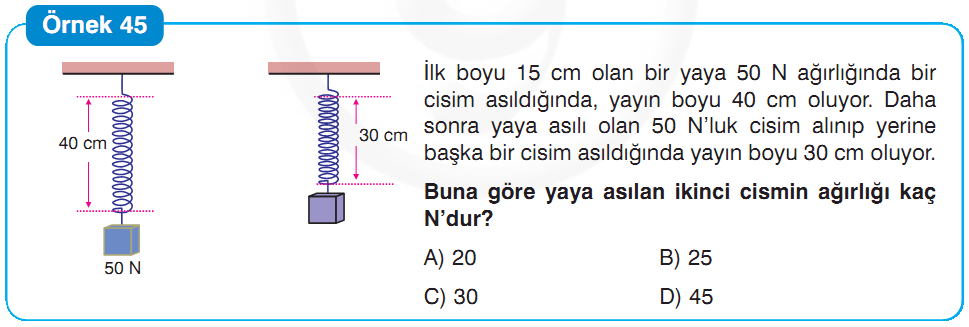 Örnek 45
40 cm
50 N
30 cm
İlk boyu 15 cm olan bir yaya 50 N ağırlığında bir
cisim asıldığında, yayın boyu 40 cm oluyor. Daha
sonra yaya asılı olan 50 N’luk cisim alınıp yerine
başka bir cisim asıldığında yayın boyu 30 cm oluyor.
Buna göre yaya asılan ikinci cismin ağırlığı kaç
N’dur?
A) 20
B) 25
C) 30
D) 45